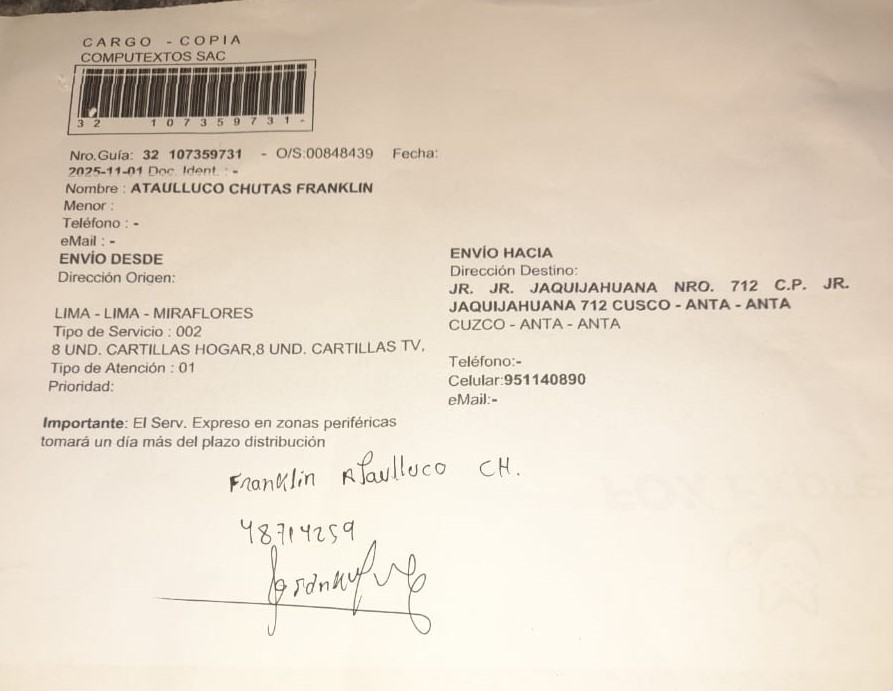 CARGO - COPIA
COMPUTEXTOS SAC
32 107359731-
Nro.Guía: 32 107359731 - O/S:00848439 Fecha:
2025-11-01 Doc. Ident. : -
Nombre : ATAULLUCO CHUTAS FRANKLIN
Menor :
Teléfono : -
eMail : -
ENVÍO DESDE
Dirección Origen:
LIMA - LIMA - MIRAFLORES
Tipo de Servicio : 002
8 UND. CARTILLAS HOGAR,8 UND. CARTILLAS TV,
Tipo de Atención : 01
Prioridad:
ENVÍO HACIA
Dirección Destino:
JR. JR. JAQUIJAHUANA NRO. 712 C.P. JR.
JAQUIJAHUANA 712 CUSCO - ANTA - ANTA
CUZCO - ANTA - ANTA
Teléfono:-
Celular:951140890
eMail:-
Importante: El Serv. Expreso en zonas periféricas
tomará un día más del plazo distribución
Franklin Ataulluco CH.
48714259